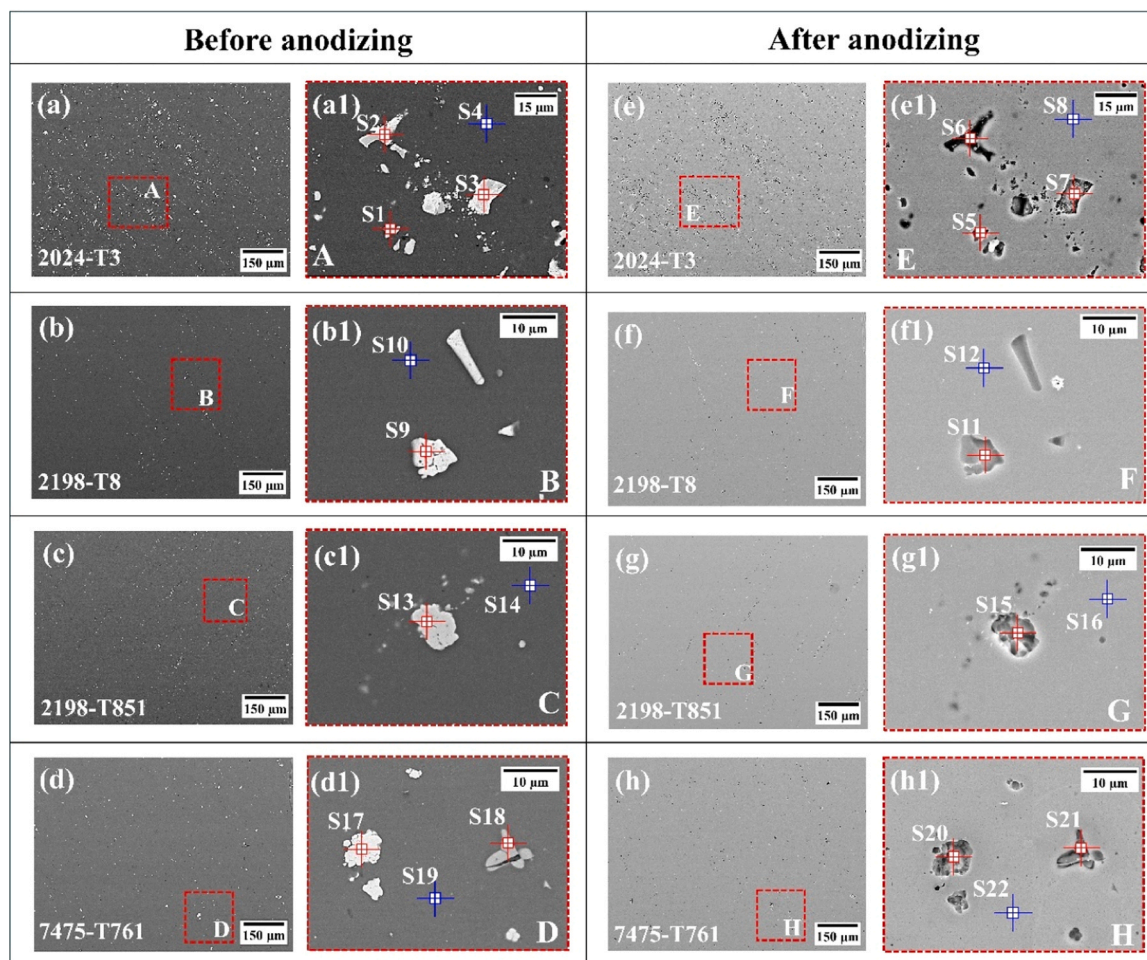 Before anodizing
After anodizing
(a)
A
2024-T3
150 µm
(a1)
15 µm
S2
S4
S3
S1
A
(e)
E
2024-T3
150 µm
(e1)
15 µm
S6
S8
S7
S5
E
(b)
B
2198-T8
150 µm
(b1)
10 µm
S10
S9
B
(f)
F
2198-T8
150 µm
(f1)
10 µm
S12
S11
F
(c)
C
2198-T851
150 µm
(c1)
10 µm
S13
S14
C
(g)
G
2198-T851
150 µm
(g1)
10 µm
S15
S16
G
(d)
D
7475-T761
150 µm
(d1)
10 µm
S17
S18
S19
D
(h)
H
7475-T761
150 µm
(h1)
10 µm
S20
S21
S22
H